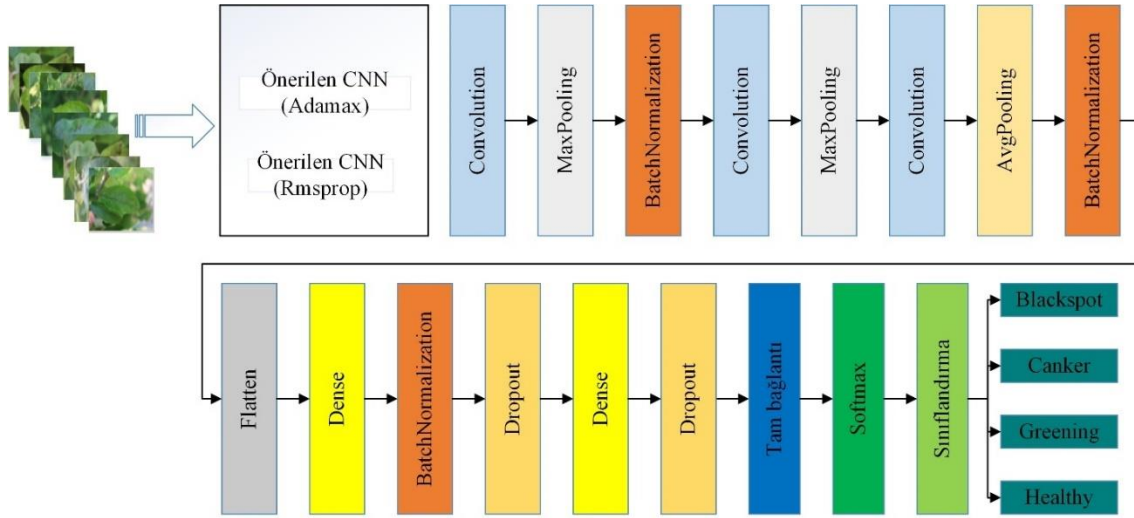 Önerilen CNN
(Adamax)
Önerilen CNN
(Rmsprop)
Convolution
MaxPooling
BatchNormalization
Convolution
MaxPooling
Convolution
AvgPooling
BatchNormalization
Flatten
Dense
BatchNormalization
Dropout
Dense
Dropout
Tam bağlantı
Softmax
Sınıflandırma
Blackspot
Canker
Greening
Healthy